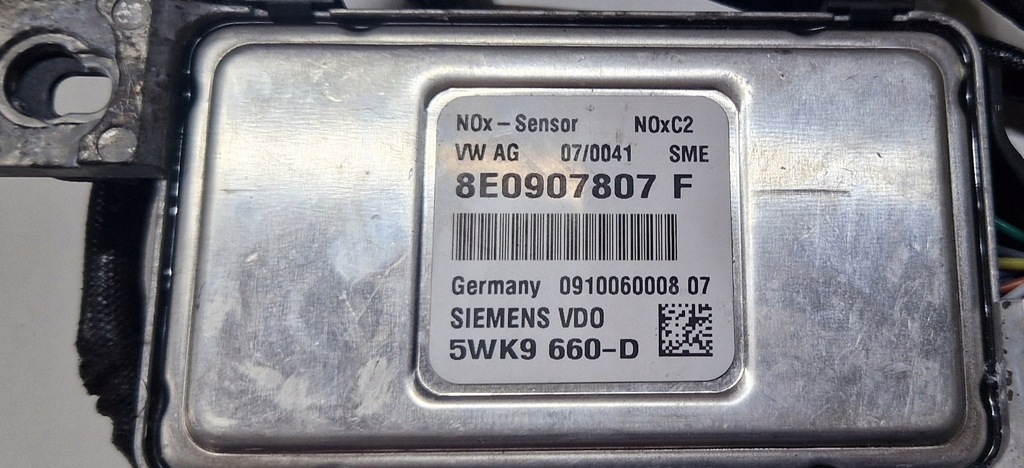 NOx-Sensor NOxC2
VW AG 07/0041 SME
8E0907807 F
Germany 0910060008 07
SIEMENS VDO
5WK9 660-D